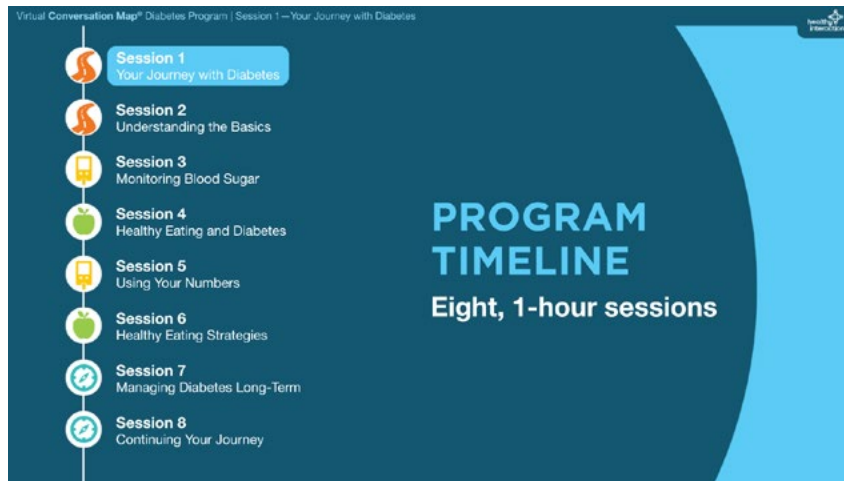 Virtual Conversation Map® Diabetes Program | Session 1—Your Journey with Diabetes
healthy
interactions
Session 1
Your Journey with Diabetes
Session 2
Understanding the Basics
Session 3
Monitoring Blood Sugar
Session 4
Healthy Eating and Diabetes
Session 5
Using Your Numbers
Session 6
Healthy Eating Strategies
Session 7
Managing Diabetes Long-Term
Session 8
Continuing Your Journey
PROGRAM
TIMELINE
Eight, 1-hour sessions